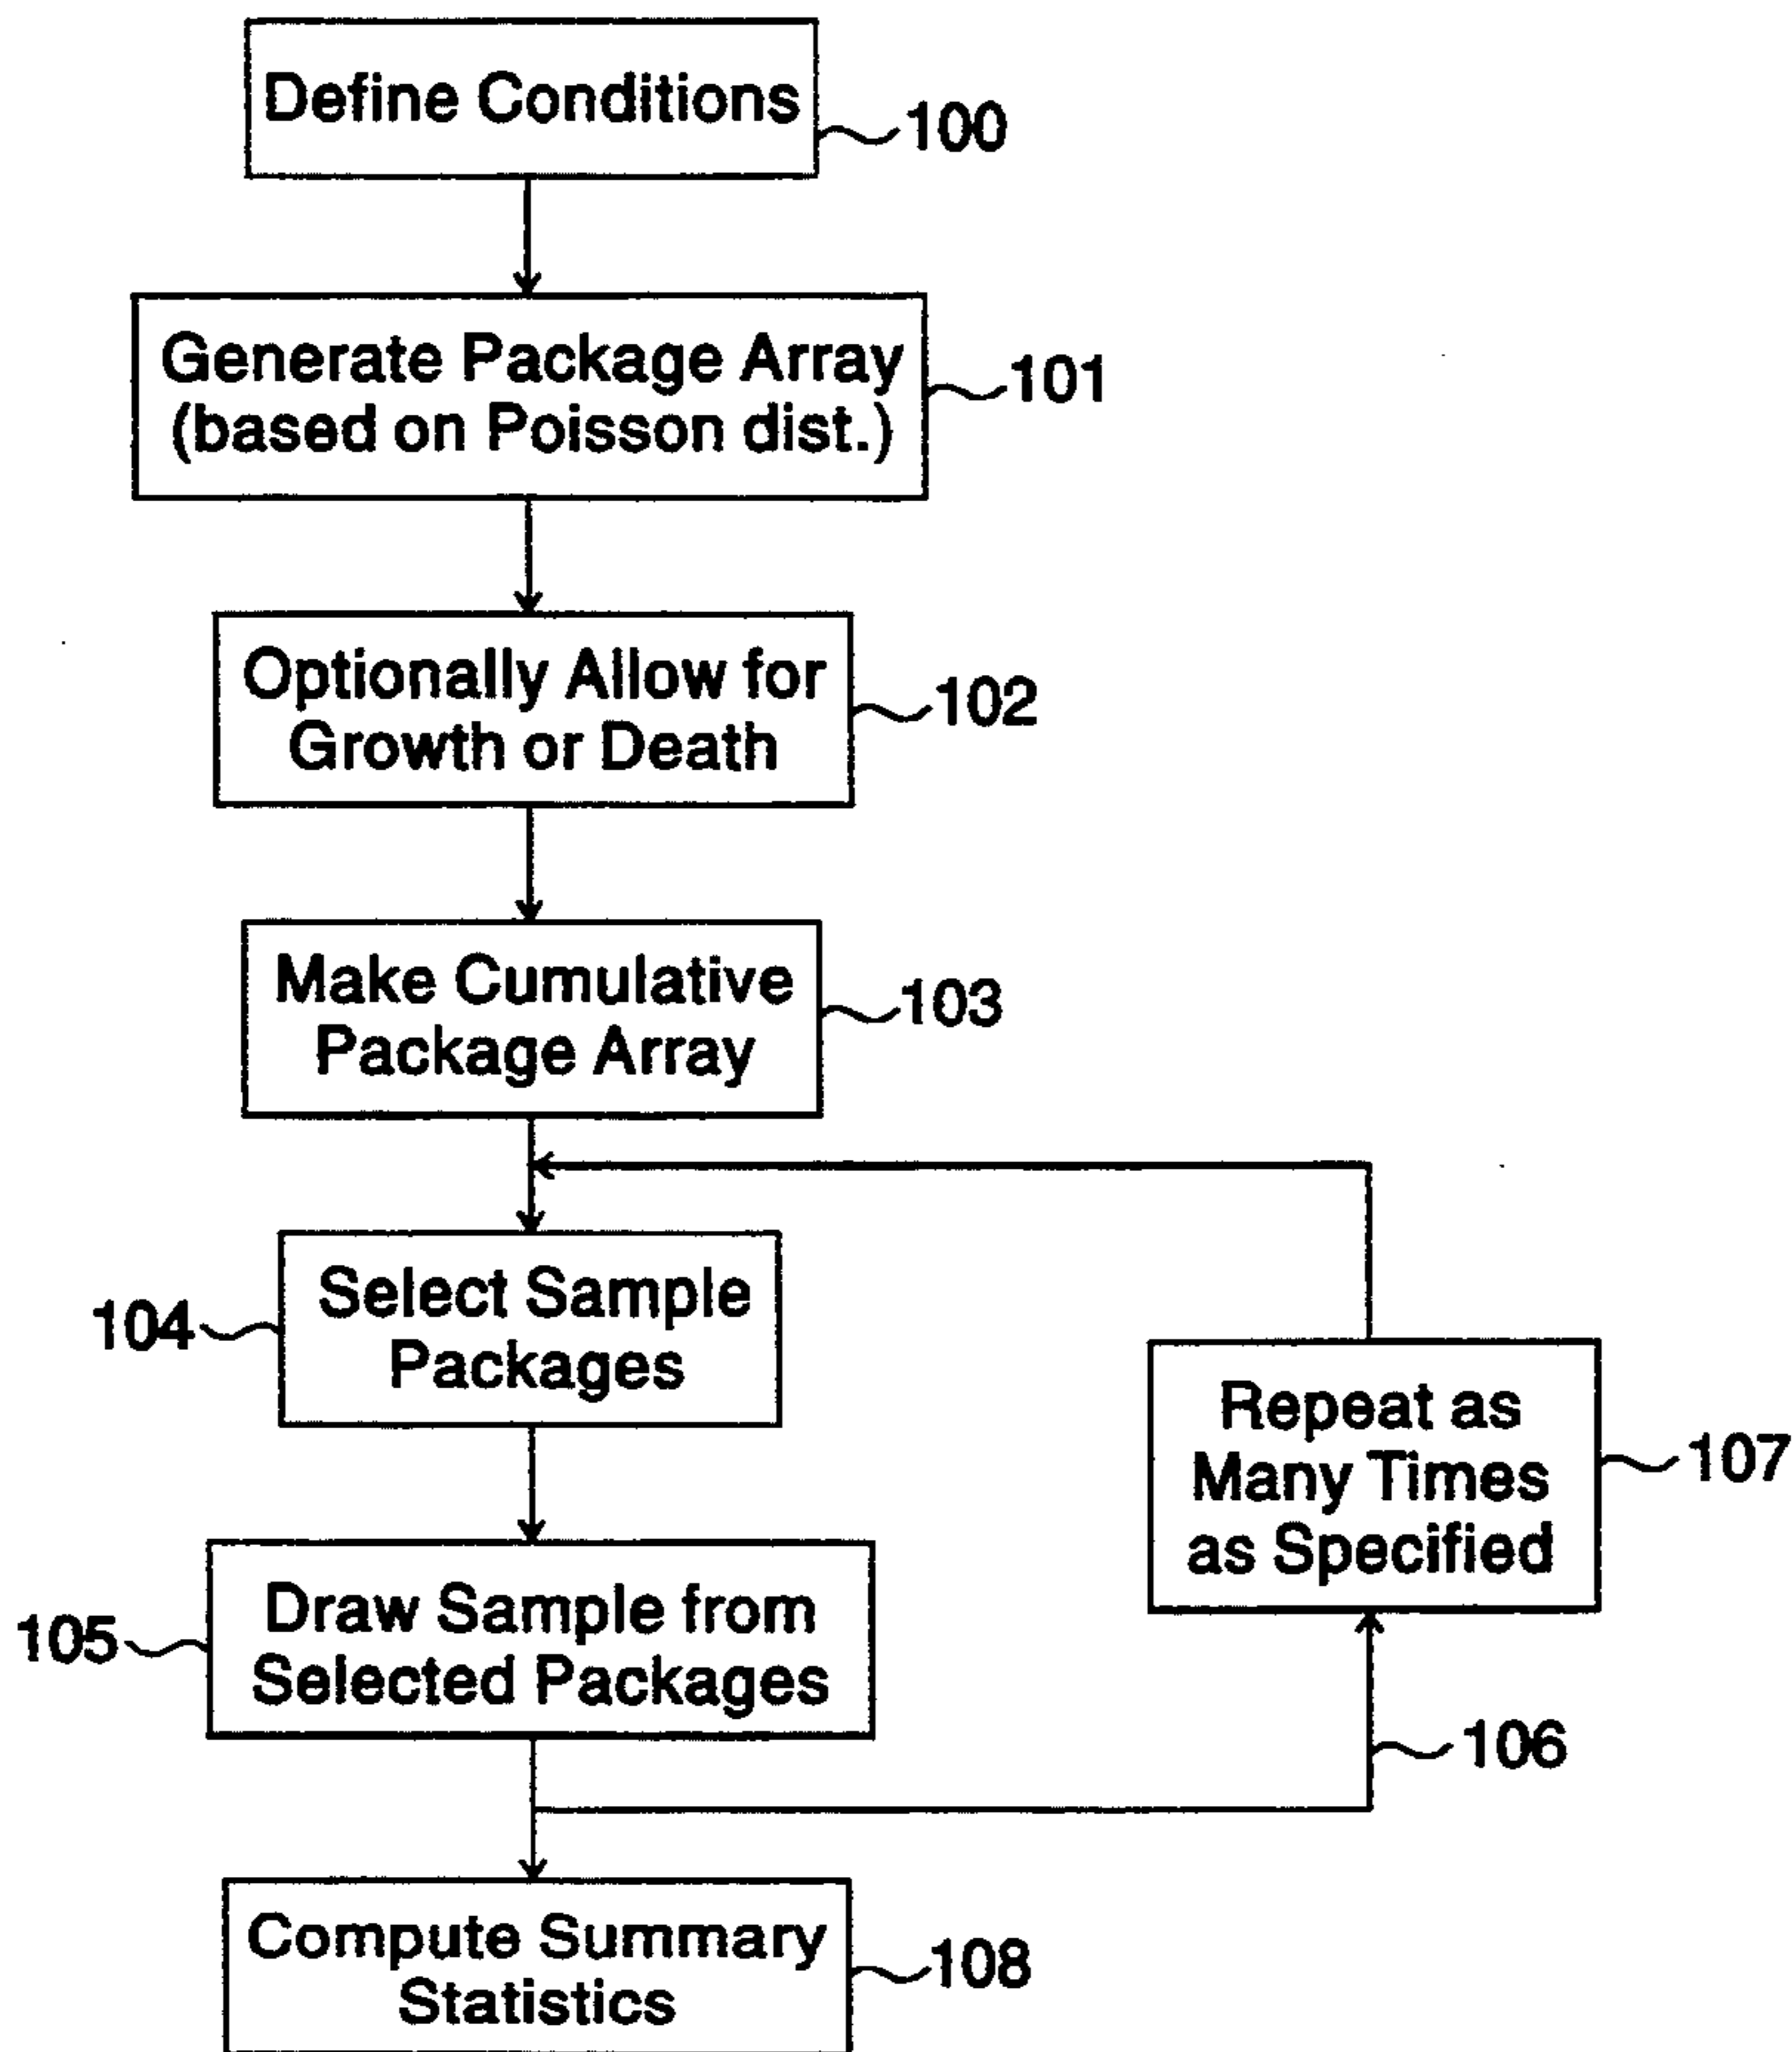 Define Conditions
100
Generate Package Array
(based on Poisson dist.)
101
Optionally Allow for
Growth or Death
102
Make Cumulative
Package Array
103
Select Sample
Packages
104
Repeat as
Many Times
as Specified
107
Draw Sample from
Selected Packages
105
106
Compute Summary
Statistics
108